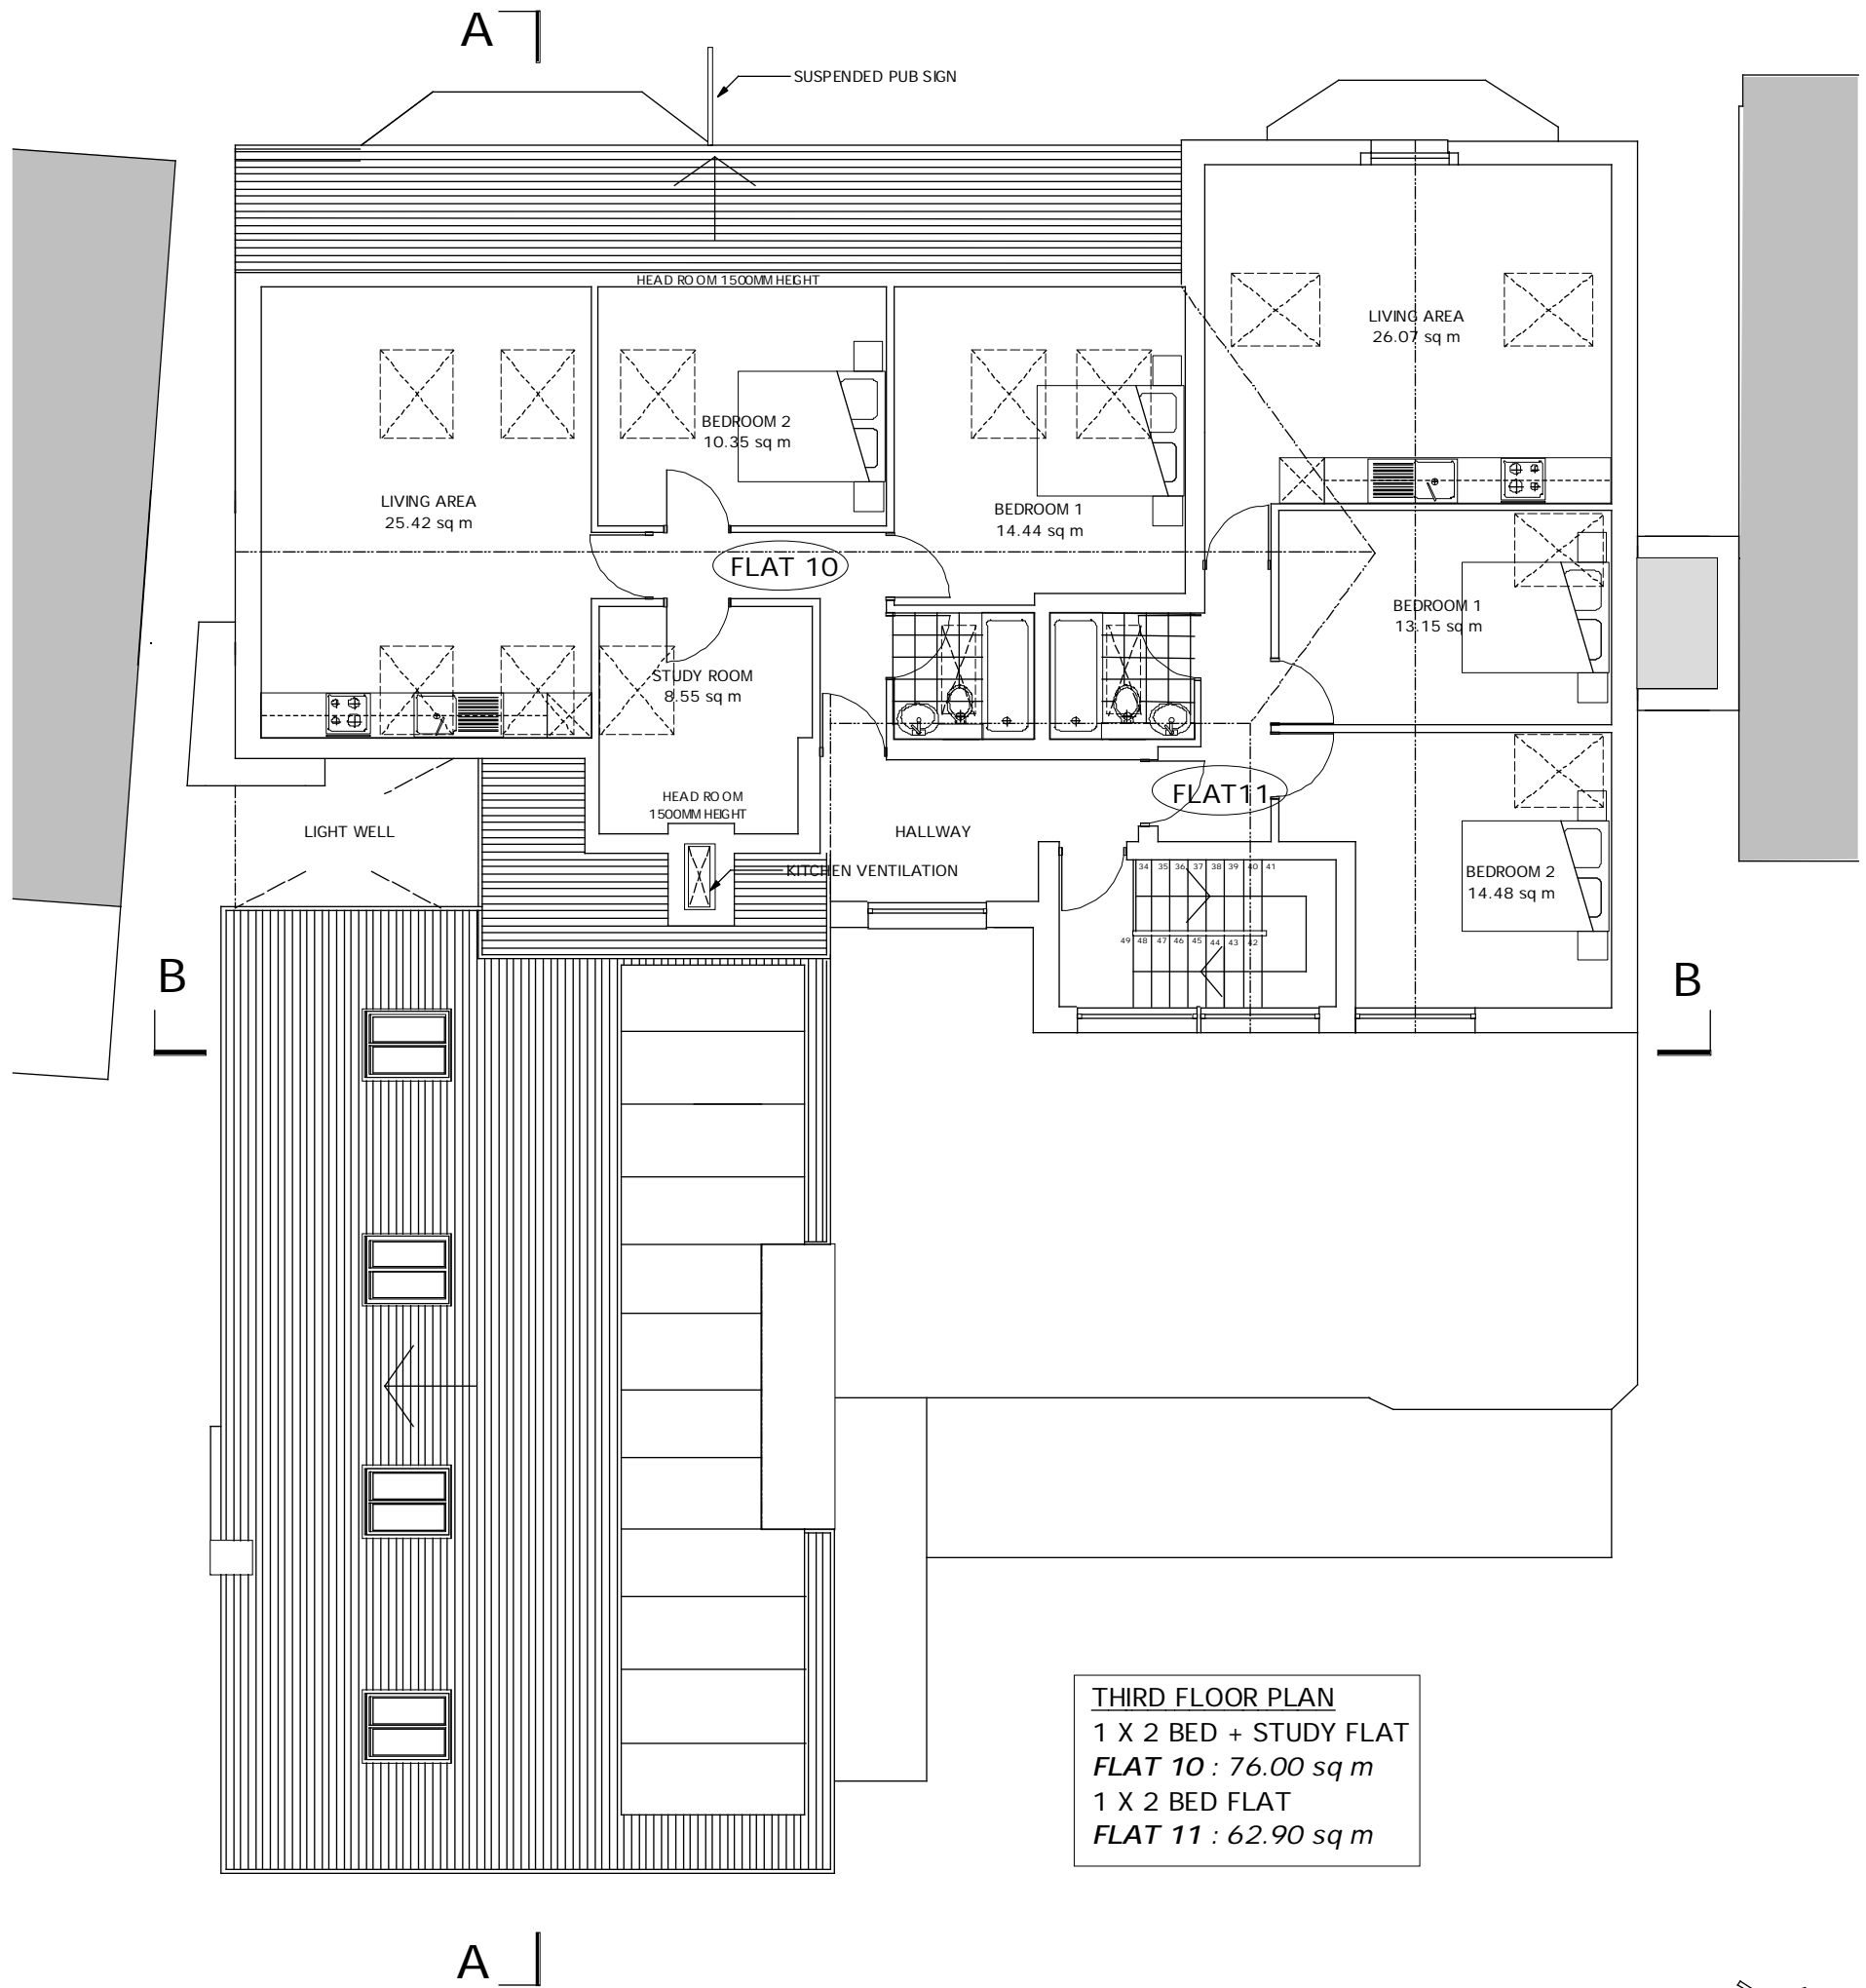 A
SUSPENDED PUB SIGN
HEAD ROOM 1500MM HEIGHT
LIVING AREA
26.07 sq m
BEDROOM 2
10.35 sq m
LIVING AREA
25.42 sq m
BEDROOM 1
14.44 sq m
FLAT 10
BEDROOM 1
13.15 sq m
STUDY ROOM
8.55 sq m
HEAD ROOM
1500MM HEIGHT
FLAT11
LIGHT WELL
HALLWAY
KITCHEN VENTILATION
34 35 36 37 38 39 40 41
BEDROOM 2
14.48 sq m
49 48 47 46 45 44 43 42
B
B
THIRD FLOOR PLAN
1 X 2 BED + STUDY FLAT
FLAT 10 : 76.00 sq m
1 X 2 BED FLAT
FLAT 11 : 62.90 sq m
A